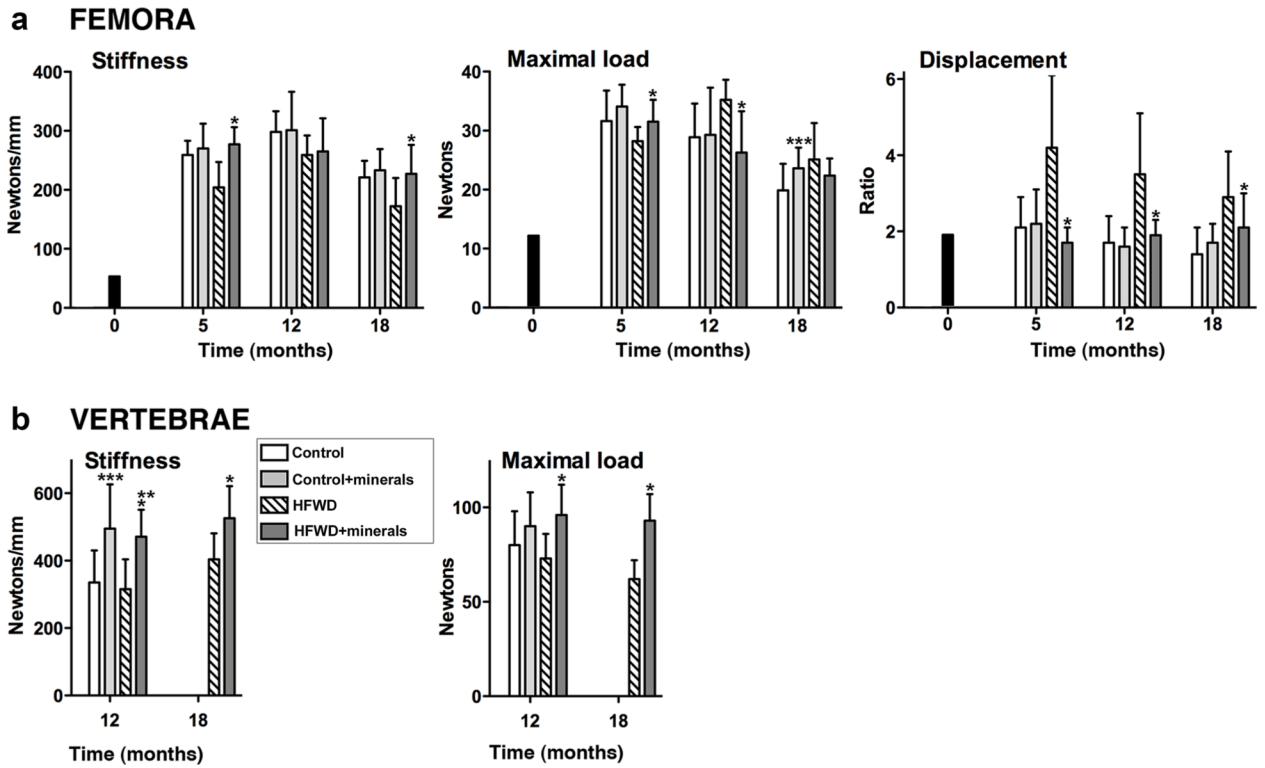 a FEMORA
Stiffness
400
300
200
100
0
Newtons/mm
*
*
0 5 12 18
Time (months)
Maximal load
40
30
20
10
0
Newtons
*
*
***
0 5 12 18
Time (months)
Displacement
6
4
2
0
Ratio
*
*
*
0 5 12 18
Time (months)
b VERTEBRAE
Stiffness
600
400
200
0
Newtons/mm
***
**
*
*
12 18
Time (months)
Control
Control+minerals
HFWD
HFWD+minerals
Maximal load
100
50
0
Newtons
*
*
12 18
Time (months)